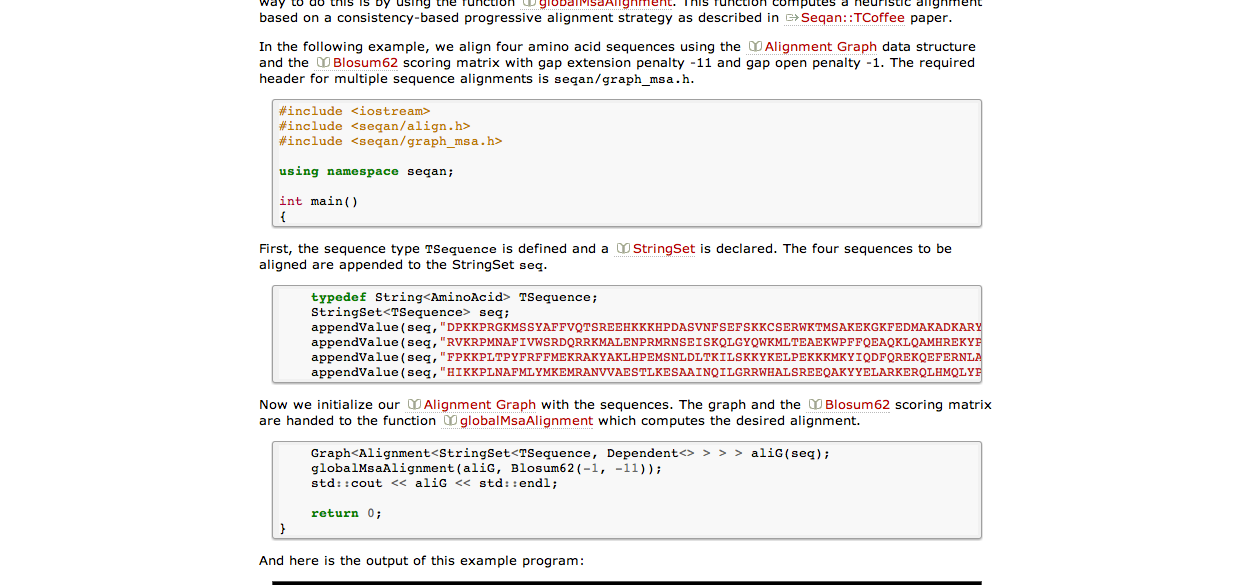 way to do this is by using the function globalMsaAlignment. This function computes a heuristic alignment
based on a consistency-based progressive alignment strategy as described in Seqan::TCoffee paper.
In the following example, we align four amino acid sequences using the Alignment Graph data structure
and the Blosum62 scoring matrix with gap extension penalty -11 and gap open penalty -1. The required
header for multiple sequence alignments is seqan/graph_msa.h.
#include <iostream>
#include <seqan/align.h>
#include <seqan/graph_msa.h>
using namespace seqan;
int main()
{
First, the sequence type TSequence is defined and a StringSet is declared. The four sequences to be
aligned are appended to the StringSet seq.
typedef String<AminoAcid> TSequence;
StringSet<TSequence> seq;
appendValue(seq,"DPKKPRGKMSSYAFFVQTSREEHKKKHPDASVNFSEFSKKCSERWKTMSAKEKGKFEDMAKADKARY
appendValue(seq,"RVKRPMNAFIVWSRDQRRKMALENPRMRNSEISKQLGYQWKMLTEAEKWPFFQEAQKLQAMHREKYP
appendValue(seq,"FPKKPLTPYFRFFMEKRAKYAKLHPEMSNLDLTKILSKKYKELPEKKKMKYIQDFQREKQEFERNLA
appendValue(seq,"HIKKPLNAFMLYMKEMRANVVAESTLKESAAINQILGRRWHALSREEQAKYYELARKERQLHMQLYP
Now we initialize our Alignment Graph with the sequences. The graph and the Blosum62 scoring matrix
are handed to the function globalMsaAlignment which computes the desired alignment.
Graph<Alignment<StringSet<TSequence, Dependent<> > > > aliG(seq);
globalMsaAlignment(aliG, Blosum62(-1, -11));
std::cout << aliG << std::endl;
return 0;
}
And here is the output of this example program: